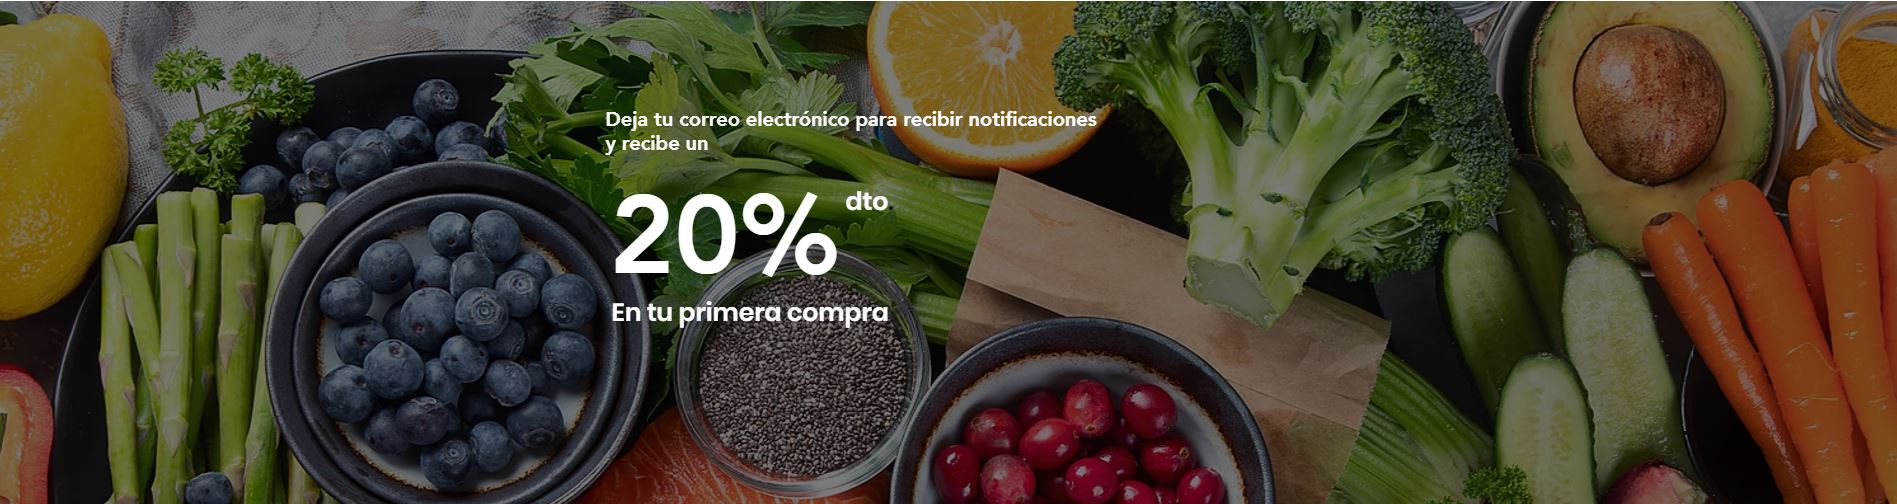 Deja tu correo electrónico para recibir notificaciones
y recibe un
20% dto
En tu primera compra